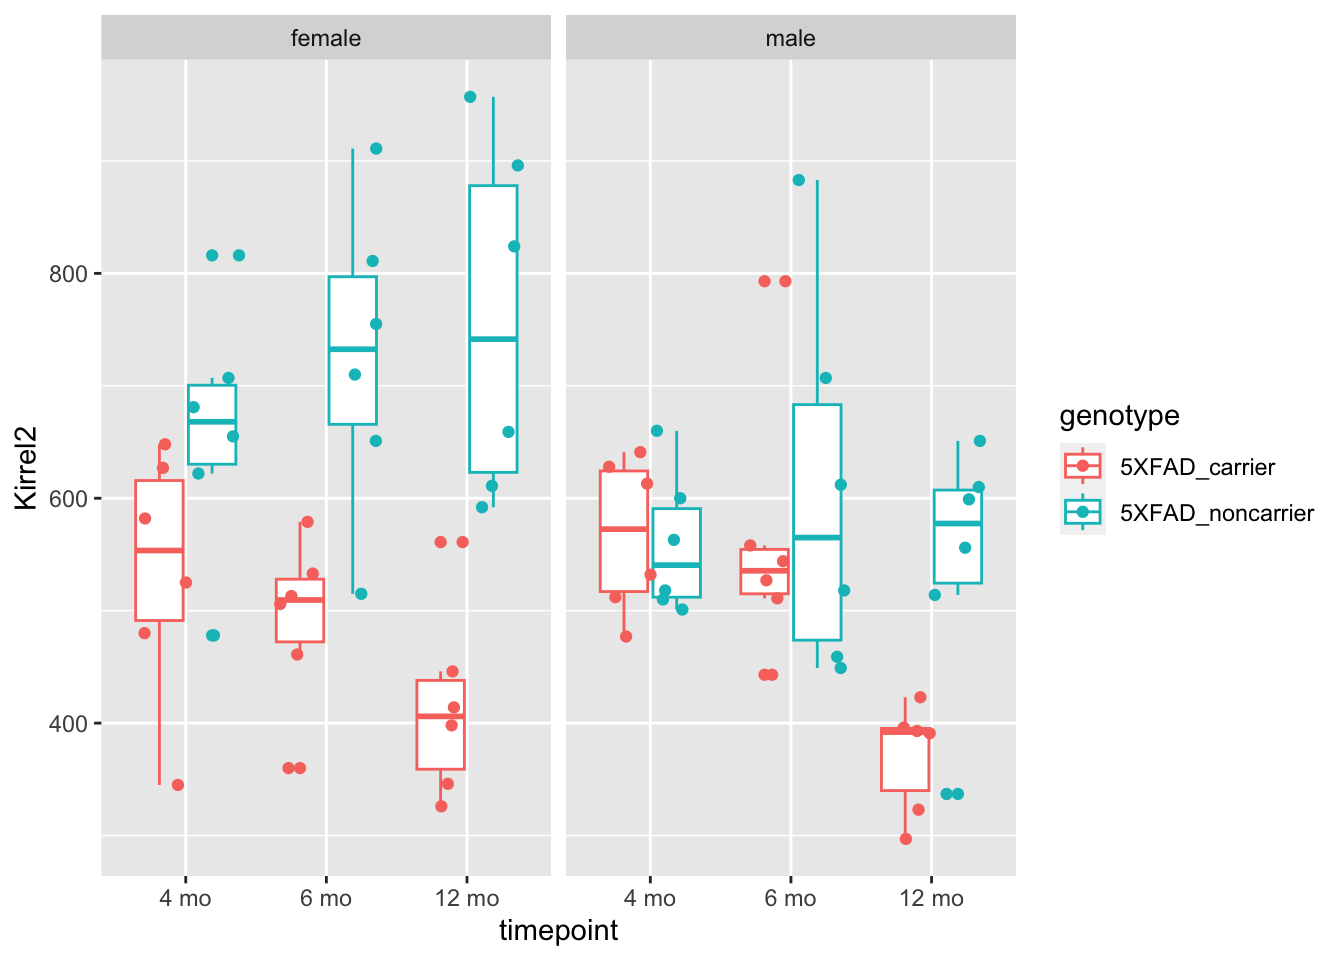 female
male
Kirrel2
800
600
400
4 mo
6 mo
12 mo
4 mo
6 mo
12 mo
timepoint
genotype
5XFAD_carrier
5XFAD_noncarrier